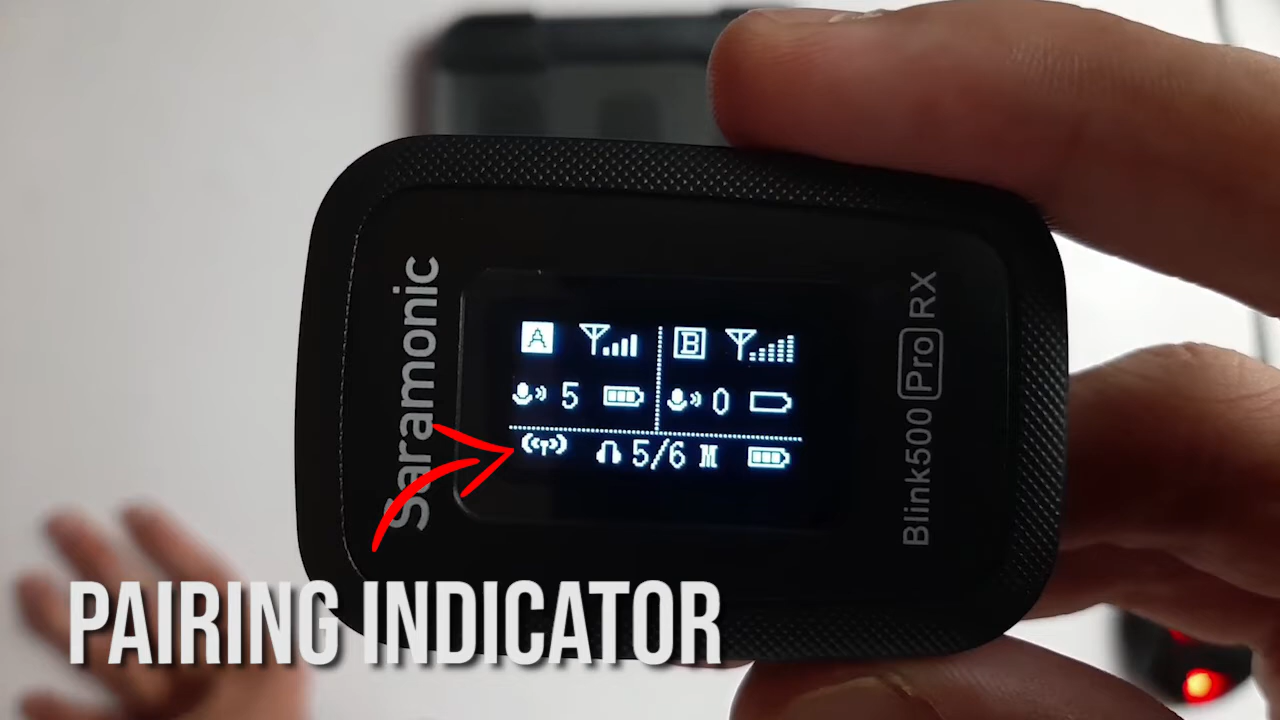 Saramonic
A
B
5
0
5/6 M
Blink500 Pro RX
PAIRING INDICATOR